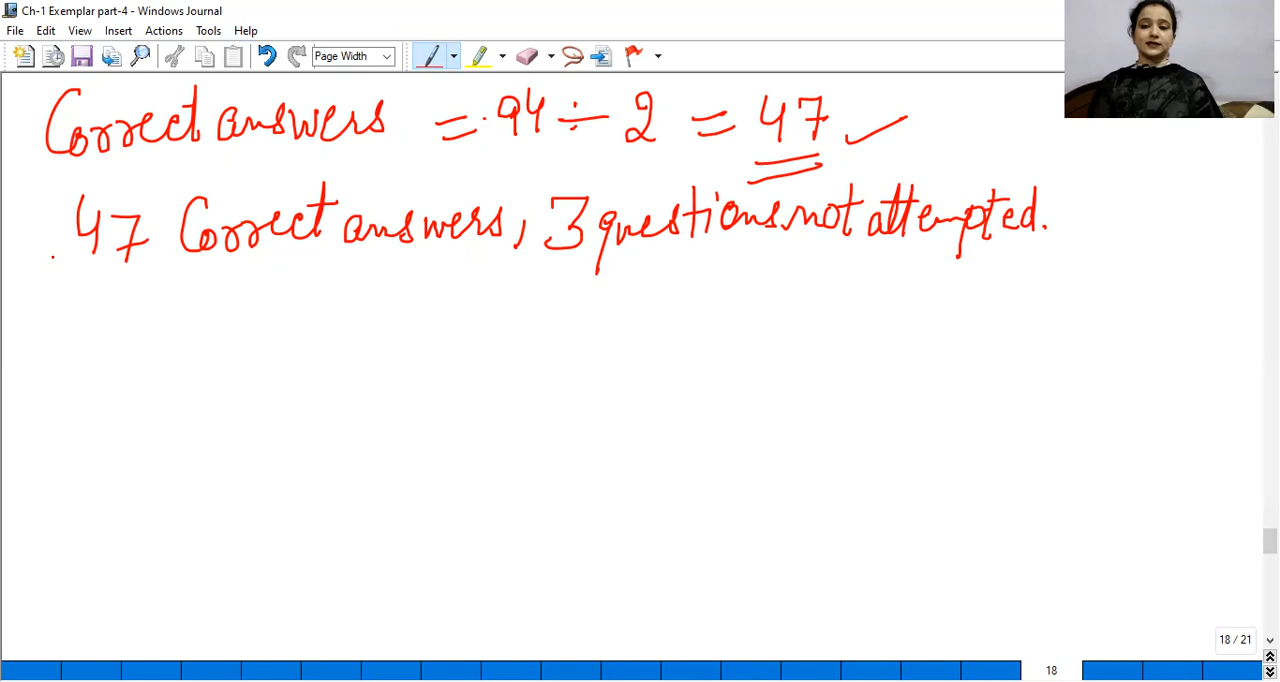 Ch-1 Exemplar part-4 - Windows Journal
File Edit View Insert Actions Tools Help
Page Width
Correct answers = 94 ÷ 2 = 47 ✓
47 Correct answers, 3 questions not attempted.
18 / 21
18